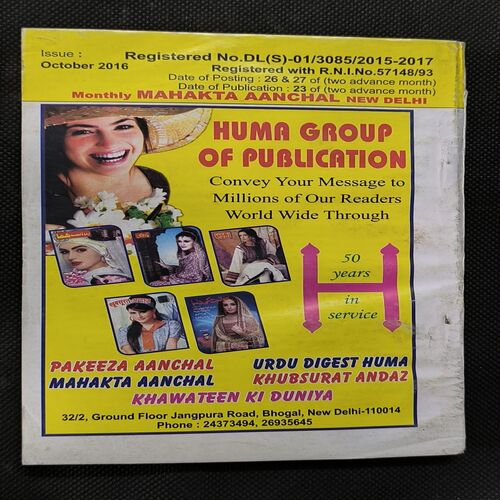 Issue :
October 2016
Registered No.DL(S)-01/3085/2015-2017
Registered with R.N.I.No.57148/93
Date of Posting : 26 & 27 of (two advance month)
Date of Publication : 23 of (two advance month)
Monthly MAHAKTA AANCHAL NEW DELHI
HUMA GROUP
OF PUBLICATION
Convey Your Message to
Millions of Our Readers
World Wide Through
50
years
in
service
PAKEEZA AANCHAL
URDU DIGEST HUMA
MAHAKTA AANCHAL
KHUBSURAT ANDAZ
KHAWATEEN KI DUNIYA
32/2, Ground Floor Jangpura Road, Bhogal, New Delhi-110014
Phone : 24373494, 26935645